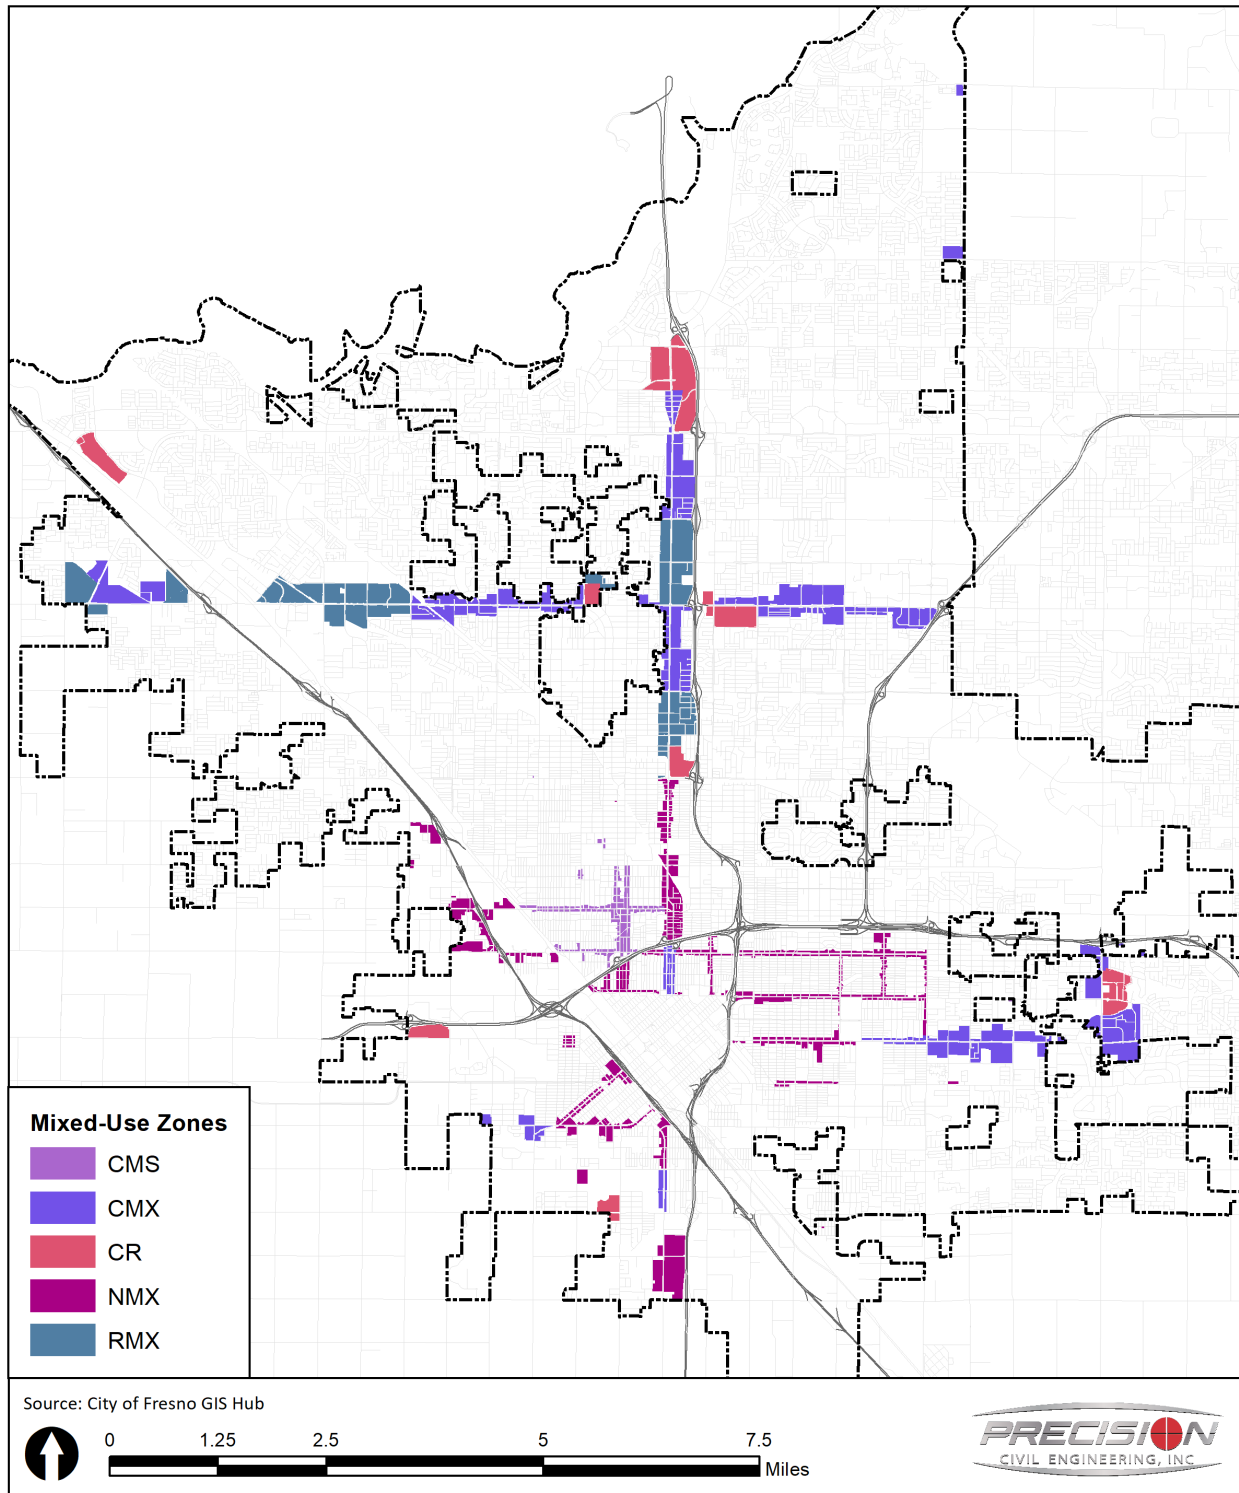 Mixed-Use Zones
CMS
CMX
CR
NMX
RMX
Source: City of Fresno GIS Hub
0 1.25 2.5 5 7.5
Miles
PRECISION
CIVIL ENGINEERING, INC